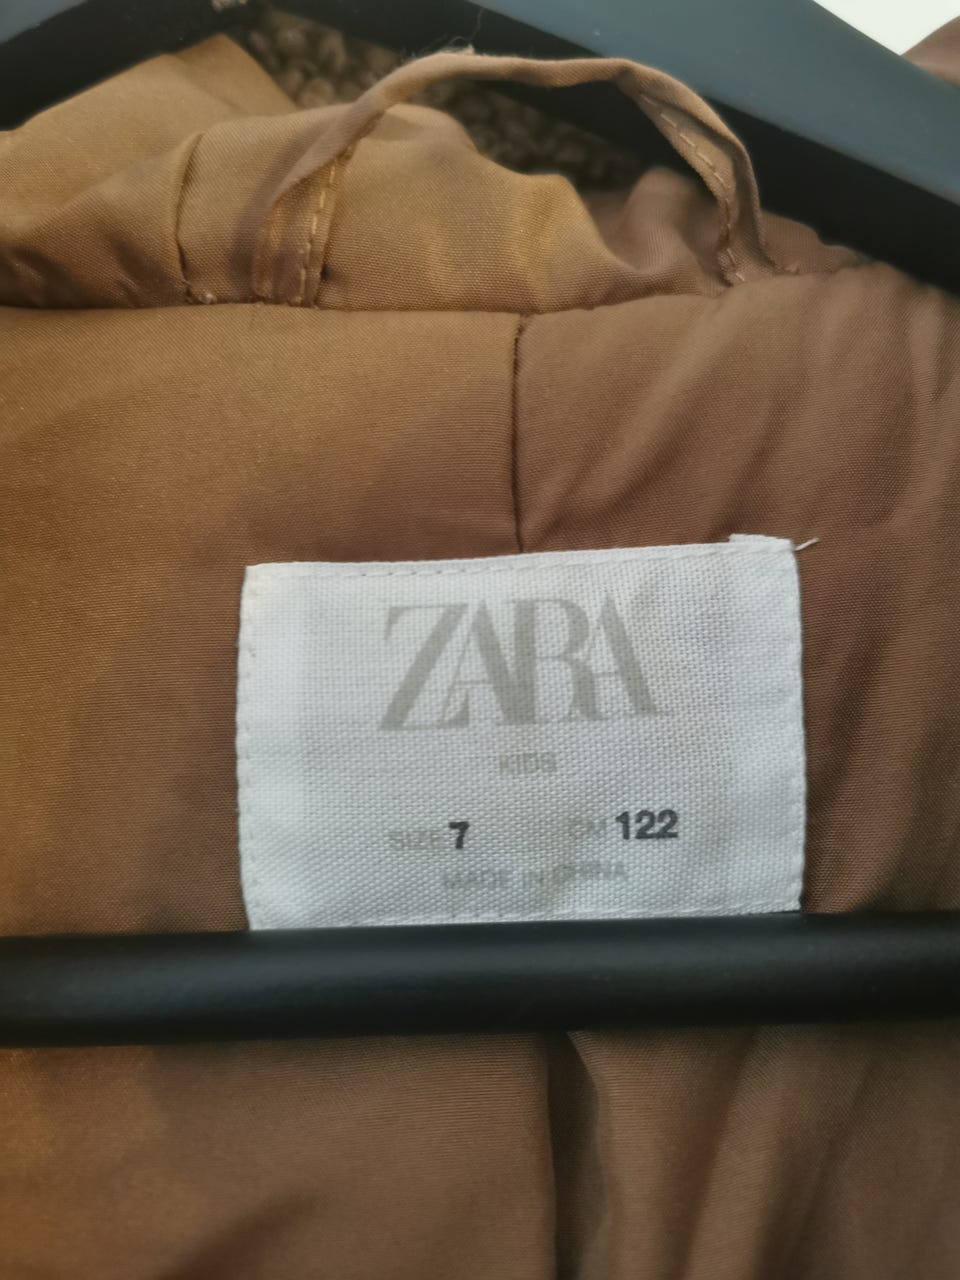 ZARA
KIDS
SIZE 7 CM 122
MADE IN CHINA